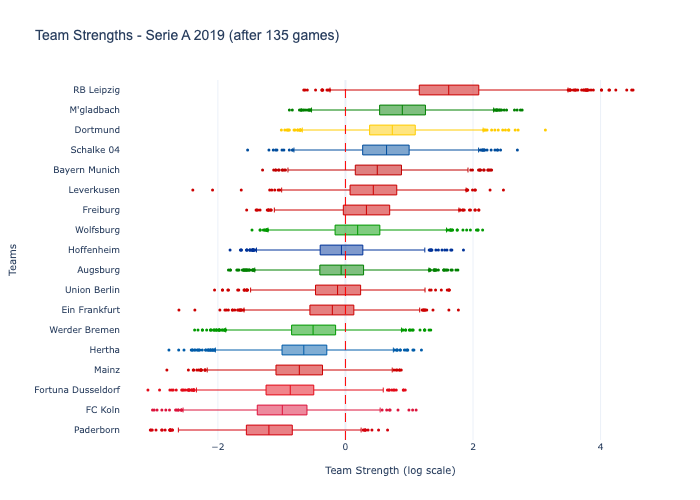 Team Strengths - Serie A 2019 (after 135 games)
RB Leipzig
M'gladbach
Dortmund
Schalke 04
Bayern Munich
Leverkusen
Freiburg
Wolfsburg
Hoffenheim
Augsburg
Union Berlin
Ein Frankfurt
Werder Bremen
Hertha
Mainz
Fortuna Dusseldorf
FC Koln
Paderborn
Teams
−2 0 2 4
Team Strength (log scale)